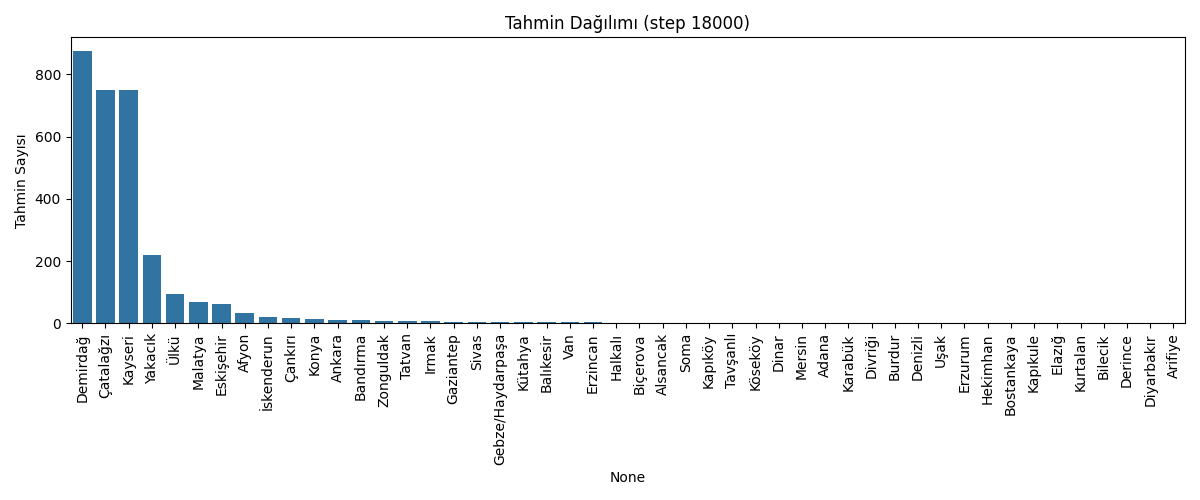 Tahmin Dağılımı (step 18000)
Tahmin Sayısı
800
600
400
200
0
Demirdağ
Çatalağzı
Kayseri
Yakacık
Ülkü
Malatya
Eskişehir
Afyon
İskenderun
Çankırı
Konya
Ankara
Bandırma
Zonguldak
Tatvan
Irmak
Gaziantep
Sivas
Gebze/Haydarpaşa
Kütahya
Balıkesir
Van
Erzincan
Halkalı
Biçerova
Alsancak
Soma
Kapıköy
Tavşanlı
Köseköy
Dinar
Mersin
Adana
Karabük
Divriği
Burdur
Denizli
Uşak
Erzurum
Hekimhan
Bostankaya
Kapıkule
Elazığ
Kurtalan
Bilecik
Derince
Diyarbakır
Arifiye
None